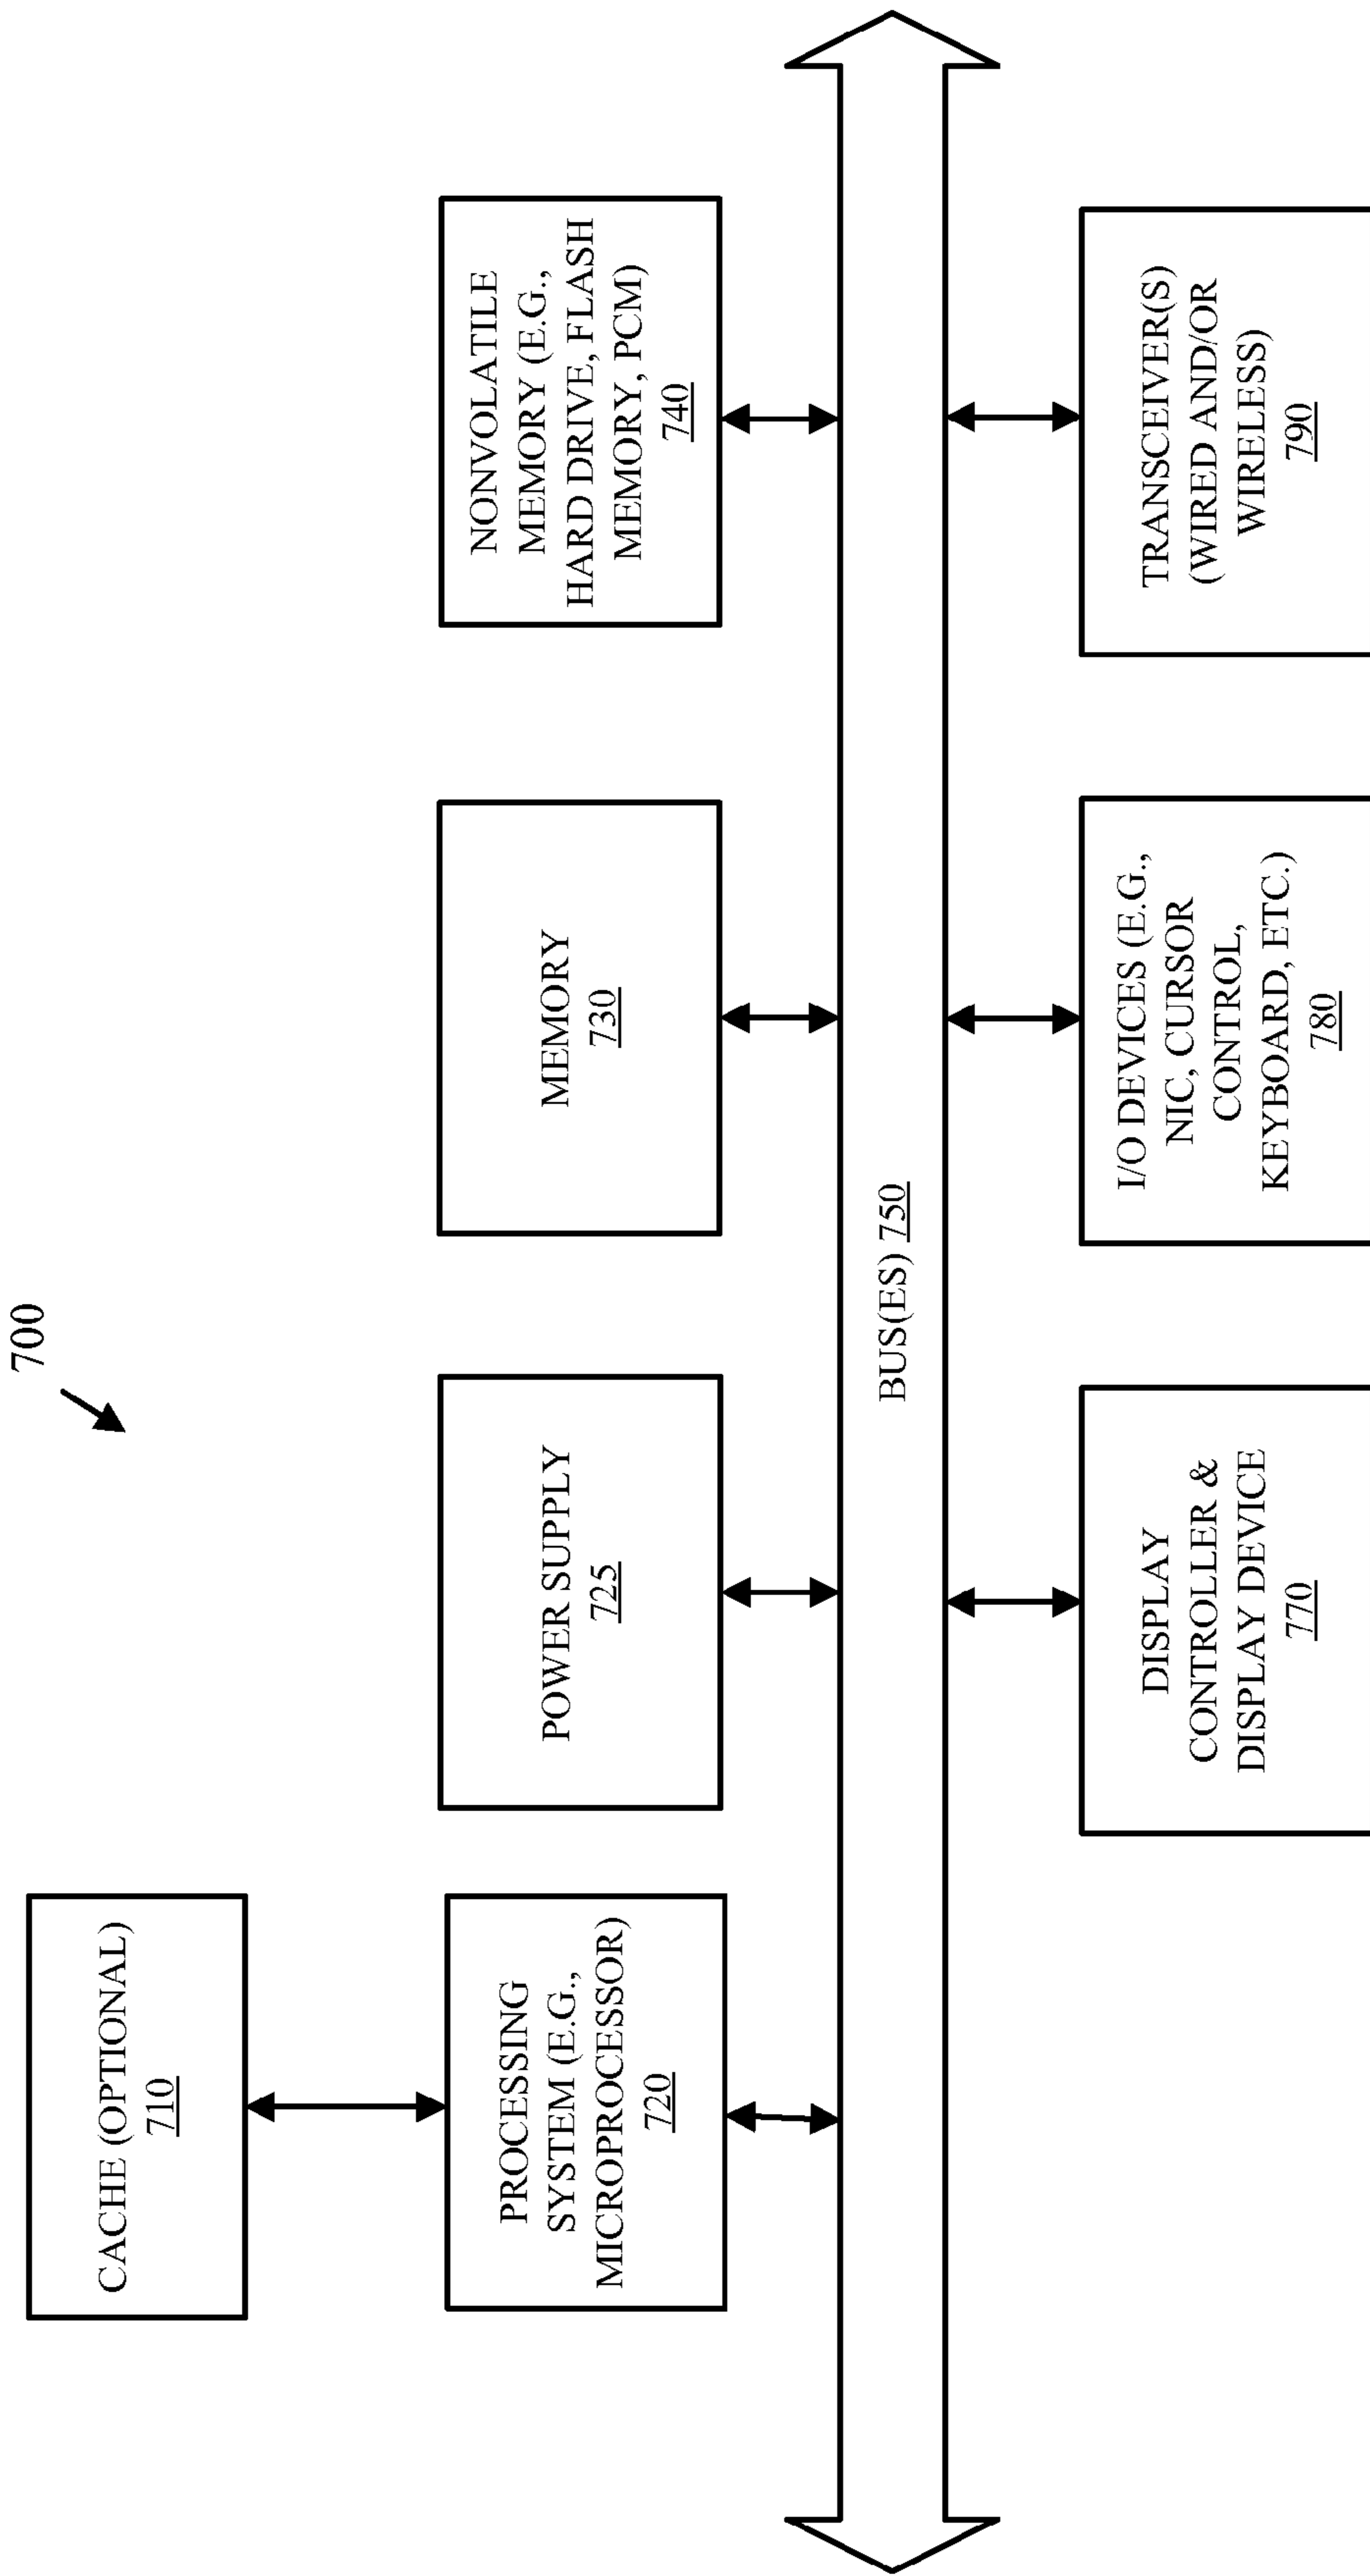 700
CACHE (OPTIONAL)
710
PROCESSING
SYSTEM (E.G.,
MICROPROCESSOR)
720
POWER SUPPLY
725
MEMORY
730
NONVOLATILE
MEMORY (E.G.,
HARD DRIVE, FLASH
MEMORY, PCM)
740
BUS(ES) 750
DISPLAY
CONTROLLER &
DISPLAY DEVICE
770
I/O DEVICES (E.G.,
NIC, CURSOR
CONTROL,
KEYBOARD, ETC.)
780
TRANSCEIVER(S)
(WIRED AND/OR
WIRELESS)
790